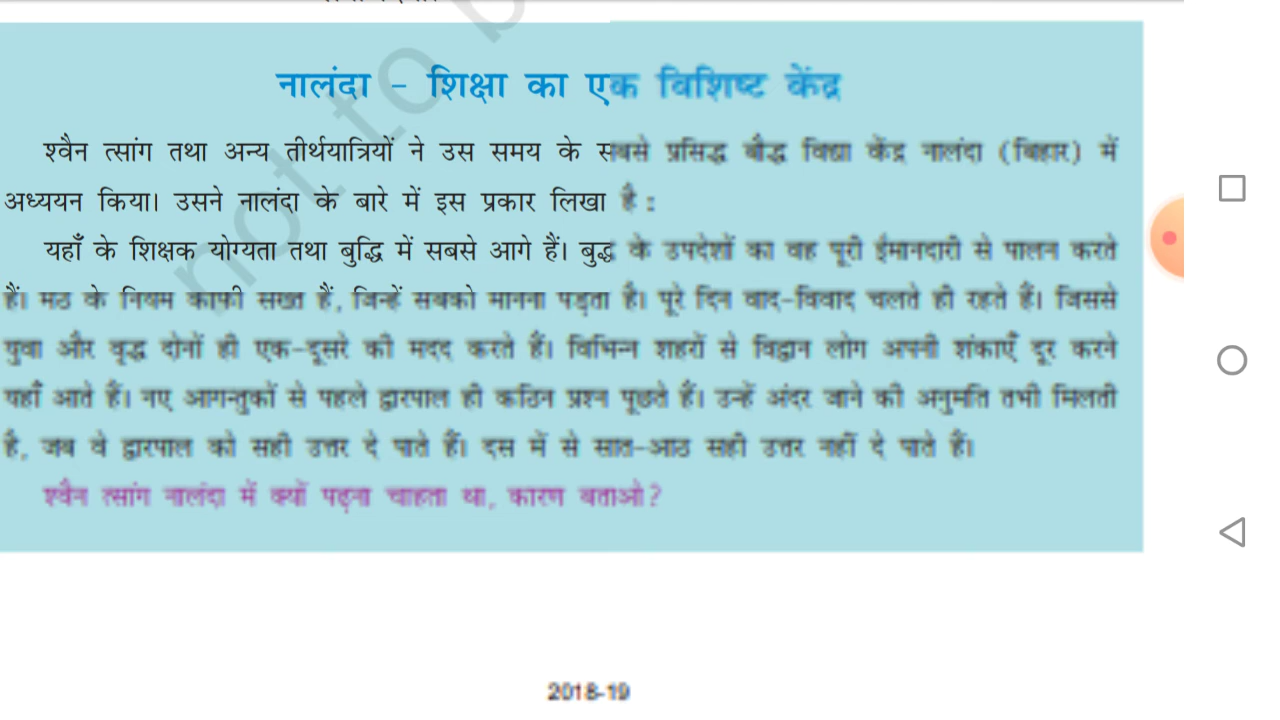 नालंदा - शिक्षा का एक विशिष्ट केंद्र
श्वैन त्सांग तथा अन्य तीर्थयात्रियों ने उस समय के सबसे प्रसिद्ध बौद्ध विद्या केंद्र नालंदा (बिहार) में
अध्ययन किया। उसने नालंदा के बारे में इस प्रकार लिखा है :
यहाँ के शिक्षक योग्यता तथा बुद्धि में सबसे आगे हैं। बुद्ध के उपदेशों का वह पूरी ईमानदारी से पालन करते
हैं। मठ के नियम काफी सख्त हैं, जिन्हें सबको मानना पड़ता है। पूरे दिन वाद-विवाद चलते ही रहते हैं। जिससे
युवा और वृद्ध दोनों ही एक-दूसरे की मदद करते हैं। विभिन्न शहरों से विद्वान लोग अपनी शंकाएँ दूर करने
यहाँ आते हैं। नए आगन्तुकों से पहले द्वारपाल ही कठिन प्रश्न पूछते हैं। उन्हें अंदर जाने की अनुमति तभी मिलती
है, जब वे द्वारपाल को सही उत्तर दे पाते हैं। दस में से सात-आठ सही उत्तर नहीं दे पाते हैं।
श्वैन त्सांग नालंदा में क्यों पढ़ना चाहता था, कारण बताओ?
not to b
2018-19